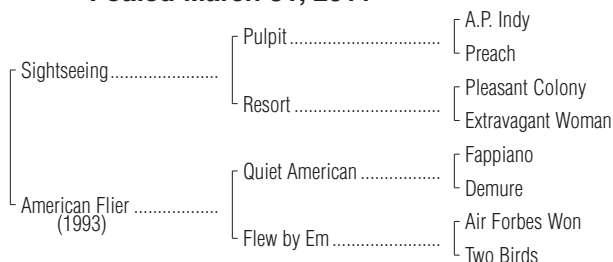 Foaled March 31, 2011
A.P. Indy
Pulpit
Preach
Sightseeing
Pleasant Colony
Resort
Extravagant Woman
Fappiano
Quiet American
Demure
American Flier
(1993)
Air Forbes Won
Flew by Em
Two Birds